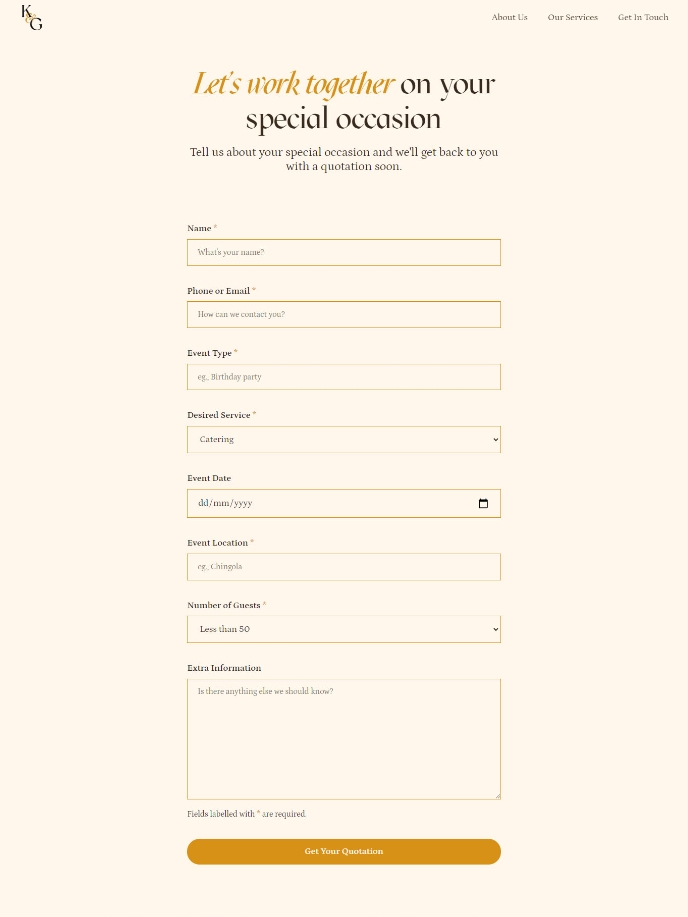 K&G
About Us Our Services Get In Touch
Let's work together on your
special occasion
Tell us about your special occasion and we'll get back to you
with a quotation soon.
Name *
What's your name?
Phone or Email *
How can we contact you?
Event Type *
eg., Birthday party
Desired Service *
Catering
Event Date
dd/mm/yyyy
Event Location *
eg., Chingola
Number of Guests *
Less than 50
Extra Information
Is there anything else we should know?
Fields labelled with * are required.
Get Your Quotation